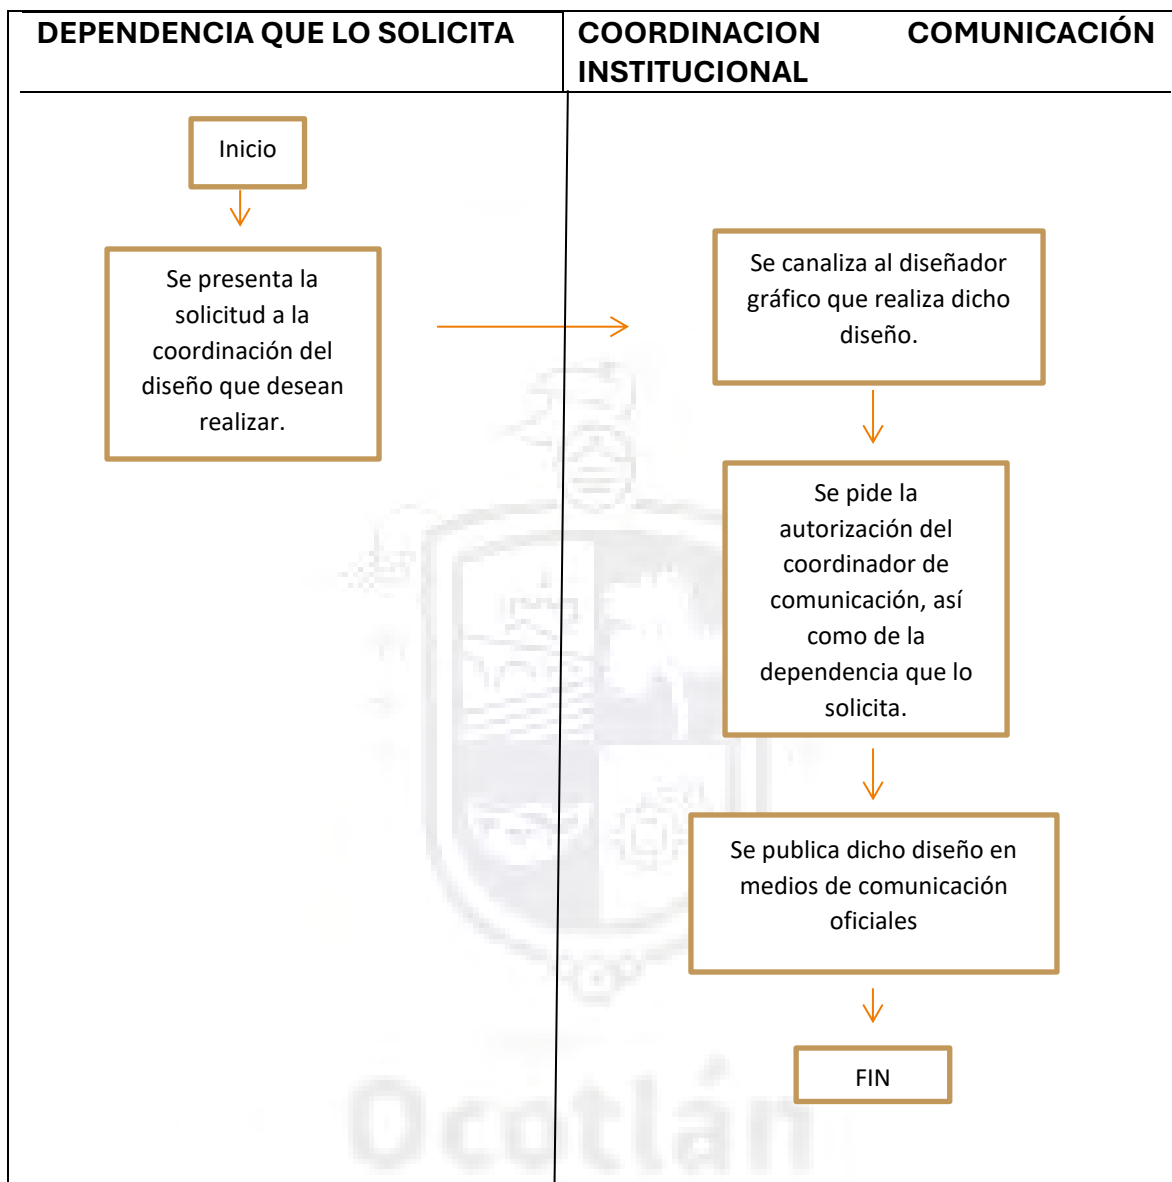 DEPENDENCIA QUE LO SOLICITA
COORDINACION COMUNICACIÓN
INSTITUCIONAL
Inicio
Se presenta la
solicitud a la
coordinación del
diseño que desean
realizar.
Se canaliza al diseñador
gráfico que realiza dicho
diseño.
Se pide la
autorización del
coordinador de
comunicación, así
como de la
dependencia que lo
solicita.
Se publica dicho diseño en
medios de comunicación
oficiales
FIN
Ocotlán